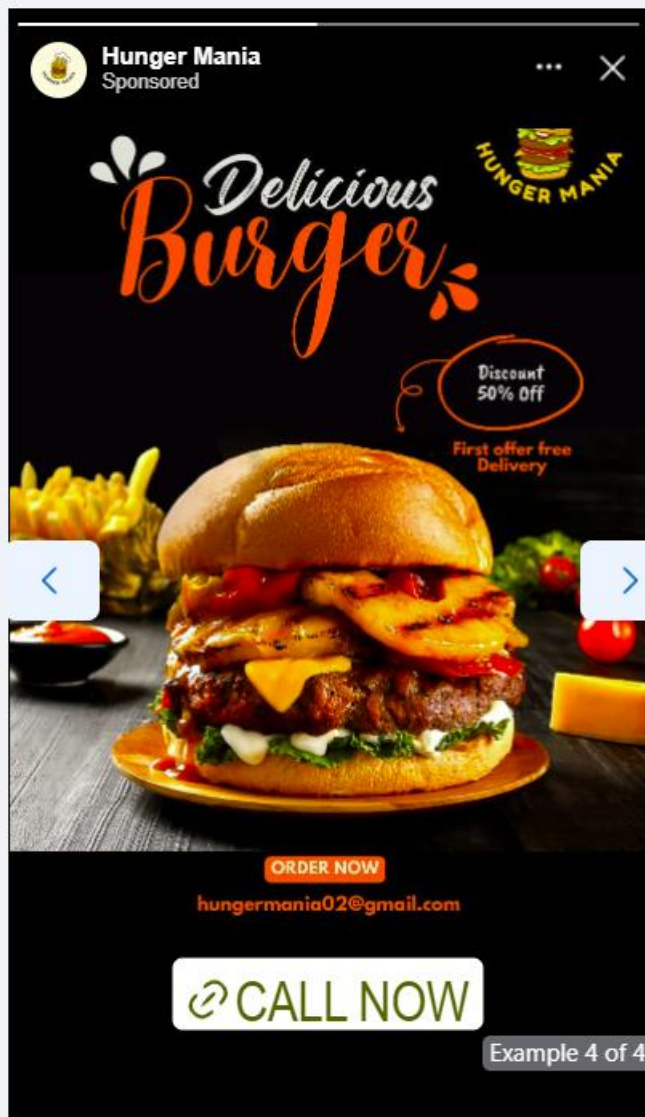 Hunger Mania
Sponsored
HUNGER MANIA
Delicious
Burger
Discount
50% Off
First offer free
Delivery
ORDER NOW
hungermania02@gmail.com
CALL NOW
Example 4 of 4